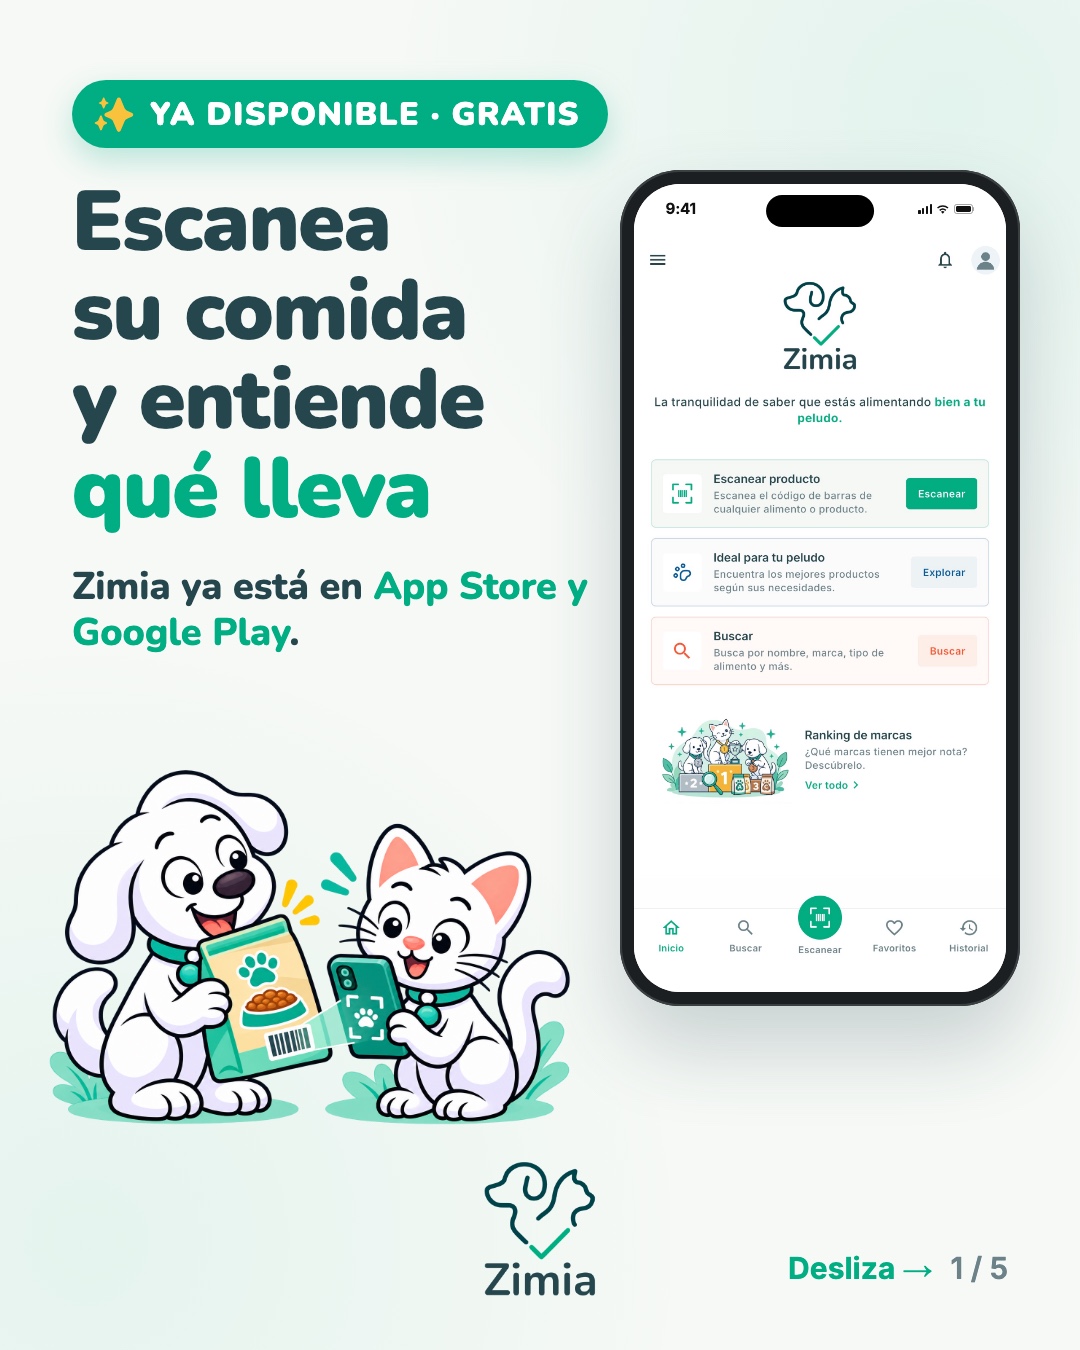 ✨ YA DISPONIBLE · GRATIS
Escanea
su comida
y entiende
qué lleva
Zimia ya está en App Store y
Google Play.
9:41
Zimia
La tranquilidad de saber que estás alimentando bien a tu
peludo.
Escanear producto
Escanea el código de barras de
cualquier alimento o producto.
Escanear
Ideal para tu peludo
Encuentra los mejores productos
según sus necesidades.
Explorar
Buscar
Busca por nombre, marca, tipo de
alimento y más.
Buscar
2
1
3
Ranking de marcas
¿Qué marcas tienen mejor nota?
Descúbrelo.
Ver todo >
Inicio
Buscar
Escanear
Favoritos
Historial
Zimia
Desliza → 1 / 5